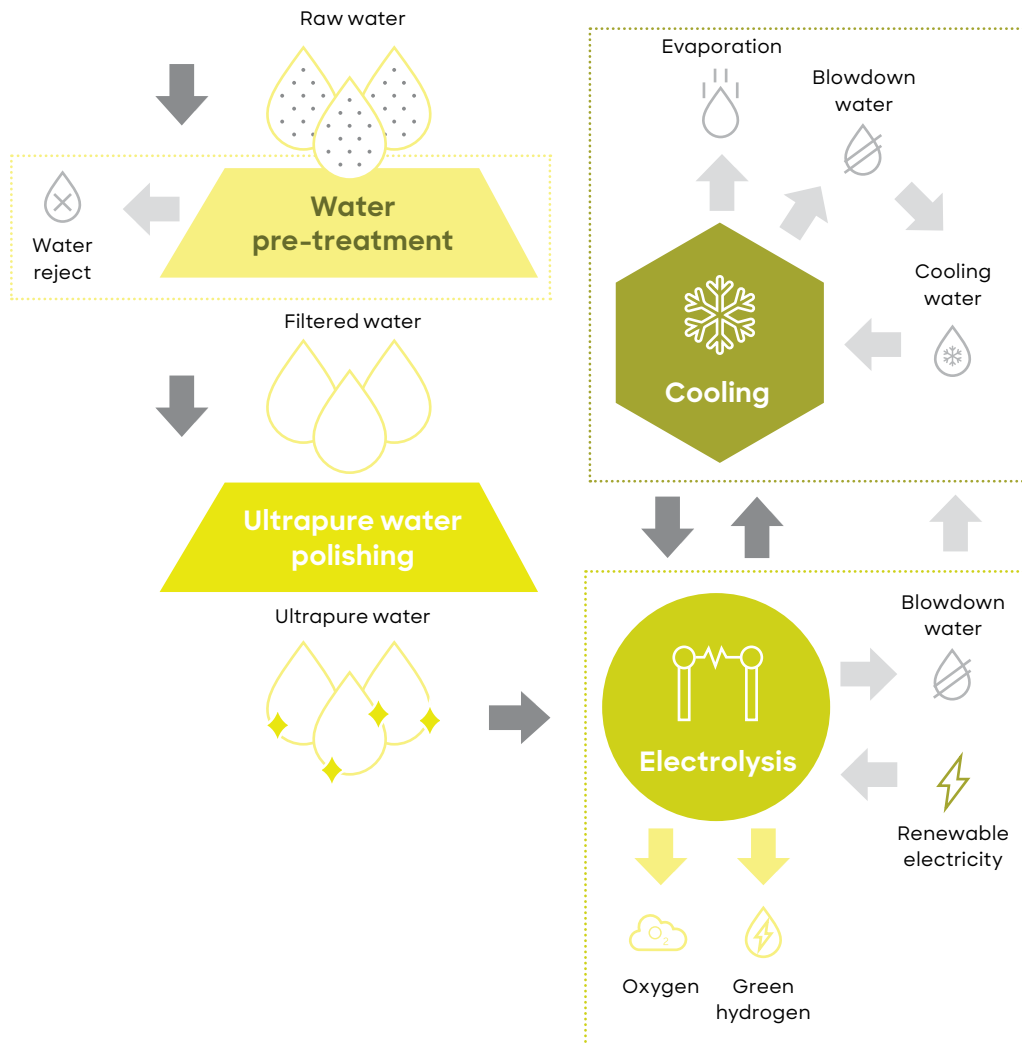 Raw water
Water
pre-treatment
Water
reject
Filtered water
Ultrapure water
polishing
Ultrapure water
Evaporation
Blowdown
water
Cooling
water
Cooling
Blowdown
water
Electrolysis
Renewable
electricity
O2
Oxygen
Green
hydrogen